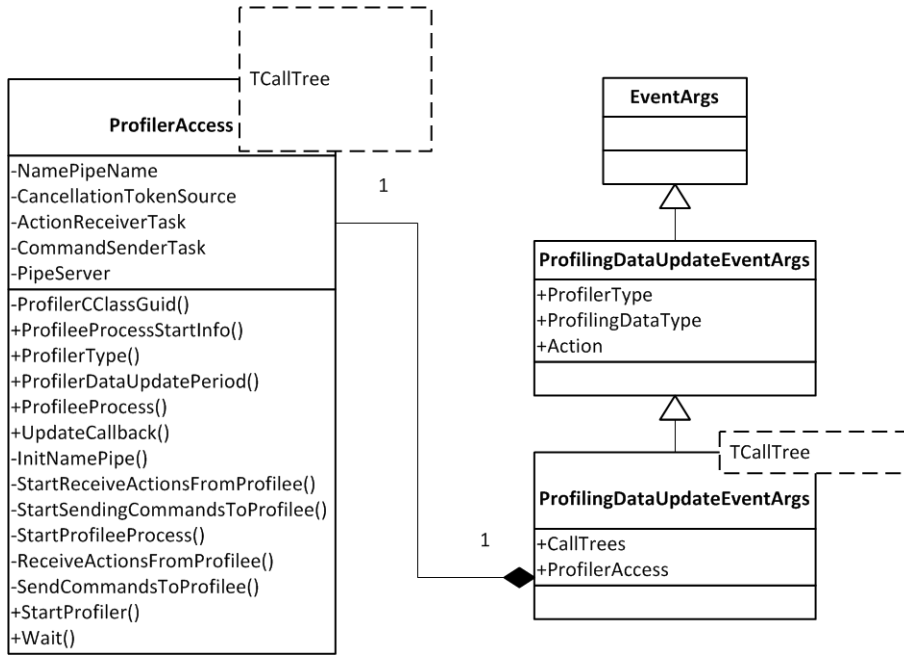 TCallTree
ProfilerAccess
-NamePipeName
-CancellationTokenSource
-ActionReceiverTask
-CommandSenderTask
-PipeServer
-ProfilerCClassGuid()
+ProfileeProcessStartInfo()
+ProfilerType()
+ProfilerDataUpdatePeriod()
+ProfileeProcess()
+UpdateCallback()
-InitNamePipe()
-StartReceiveActionsFromProfilee()
-StartSendingCommandsToProfilee()
-StartProfileeProcess()
-ReceiveActionsFromProfilee()
-SendCommandsToProfilee()
+StartProfiler()
+Wait()
1
1
EventArgs
ProfilingDataUpdateEventArgs
+ProfilerType
+ProfilingDataType
+Action
TCallTree
ProfilingDataUpdateEventArgs
+CallTrees
+ProfilerAccess